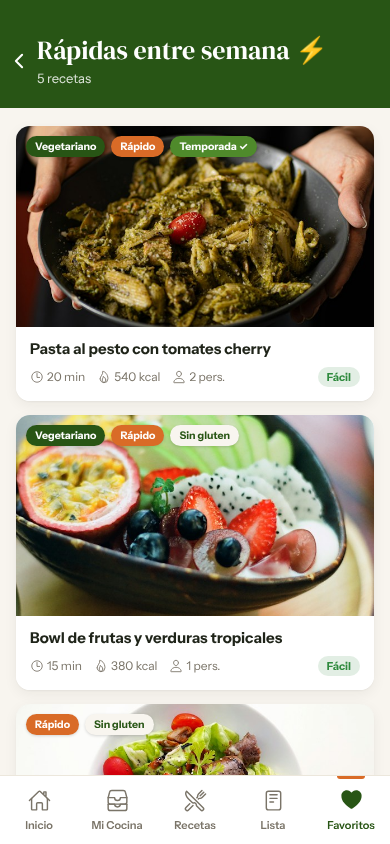 Rápidas entre semana ⚡
5 recetas
Vegetariano Rápido Temporada ✓
Pasta al pesto con tomates cherry
20 min 540 kcal 2 pers. Fácil
Vegetariano Rápido Sin gluten
Bowl de frutas y verduras tropicales
15 min 380 kcal 1 pers. Fácil
Rápido Sin gluten
Inicio Mi Cocina Recetas Lista Favoritos